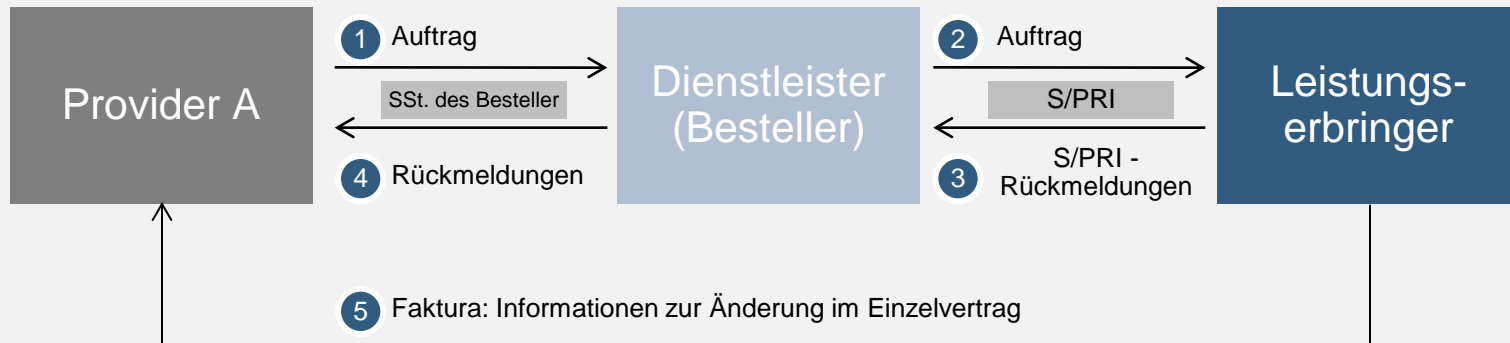 Provider A
1 Auftrag
SSt. des Besteller
4 Rückmeldungen
Dienstleister
(Besteller)
2 Auftrag
S/PRI
3 S/PRI -
Rückmeldungen
Leistungs-
erbringer
5 Faktura: Informationen zur Änderung im Einzelvertrag